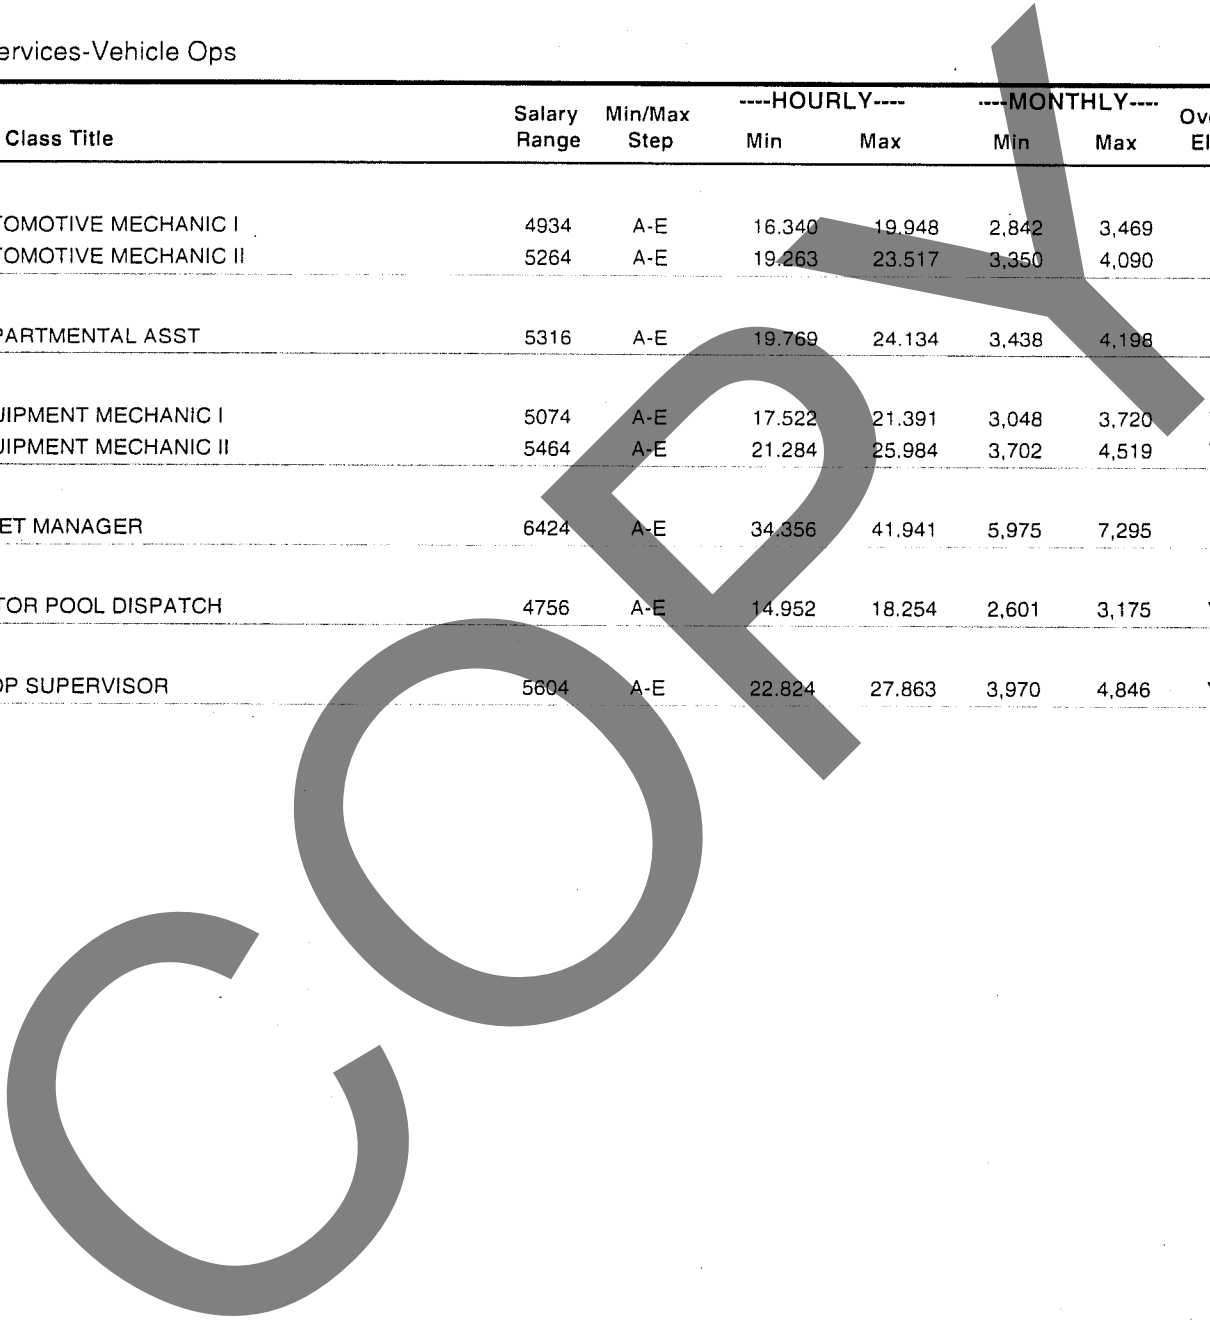 ervices-Vehicle Ops
----HOURLY---- ----MONTHLY----
Salary Min/Max Ov
Class Title Range Step Min Max Min Max El
TOMOTIVE MECHANIC I 4934 A-E 16.340 19.948 2,842 3,469
TOMOTIVE MECHANIC II 5264 A-E 19.263 23.517 3,350 4,090
PARTMENTAL ASST 5316 A-E 19.769 24.134 3,438 4,198
UIPMENT MECHANIC I 5074 A-E 17.522 21.391 3,048 3,720
UIPMENT MECHANIC II 5464 A-E 21.284 25.984 3,702 4,519
ET MANAGER 6424 A-E 34.356 41.941 5,975 7,295
TOR POOL DISPATCH 4756 A-E 14.952 18.254 2,601 3,175
OP SUPERVISOR 5604 A-E 22.824 27.863 3,970 4,846
COPY